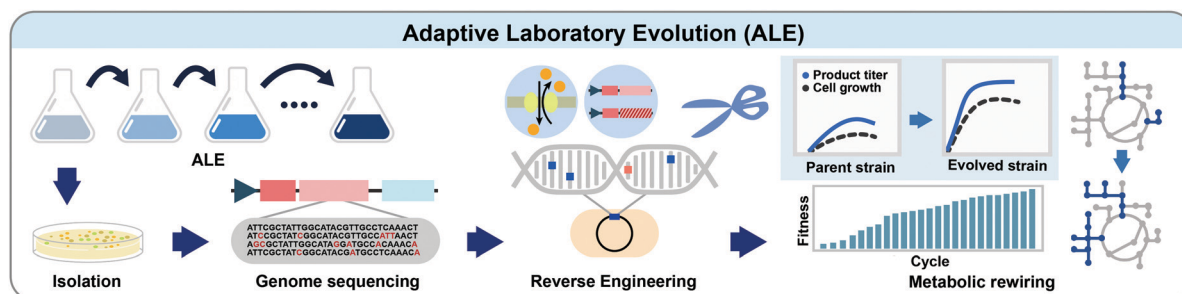 Adaptive Laboratory Evolution (ALE)
ALE
Isolation
ATTCGCTATTGGCATACGTTGCCTCAAACT
ATCCGCTATCGGCATACGTTGCCATTAACT
AGCGCTATTGGCATAGGATGCCACAAACA
ATTCGCTATCGGCATACGATGCCTCAAACA
Genome sequencing
Reverse Engineering
Product titer
Cell growth
Parent strain
Evolved strain
Fitness
Cycle
Metabolic rewiring